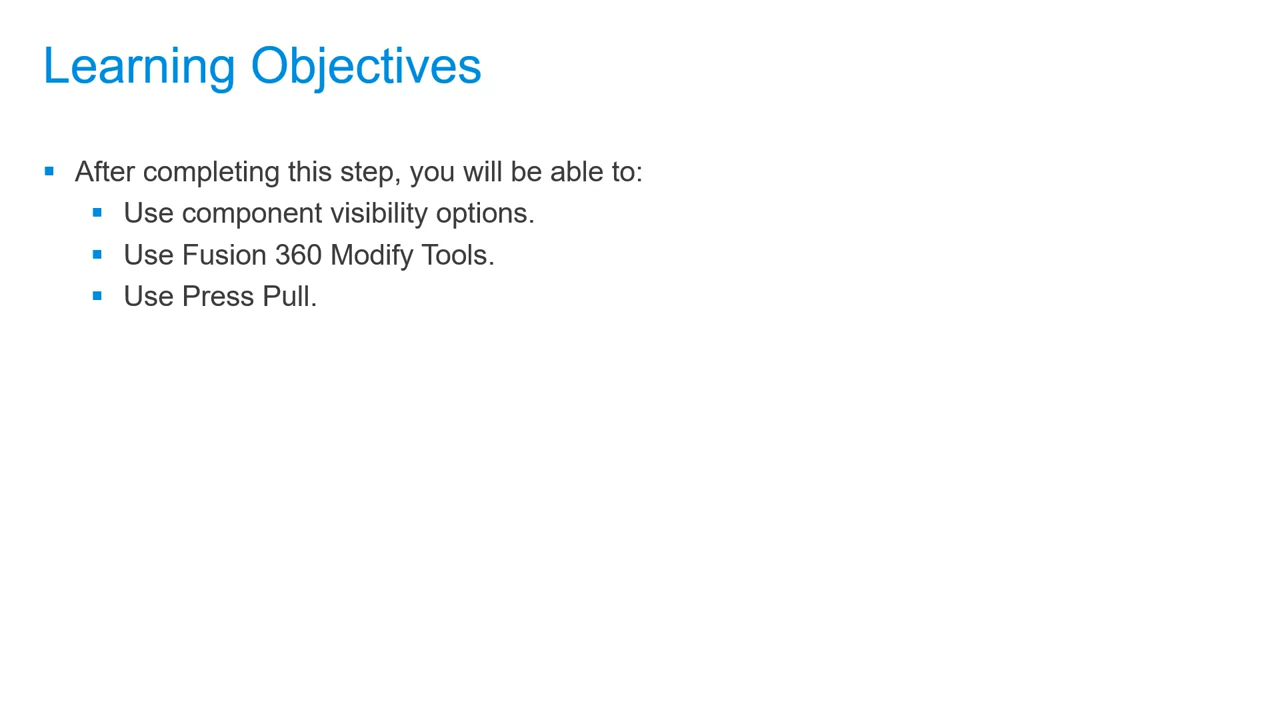 Learning Objectives
After completing this step, you will be able to:
Use component visibility options.
Use Fusion 360 Modify Tools.
Use Press Pull.